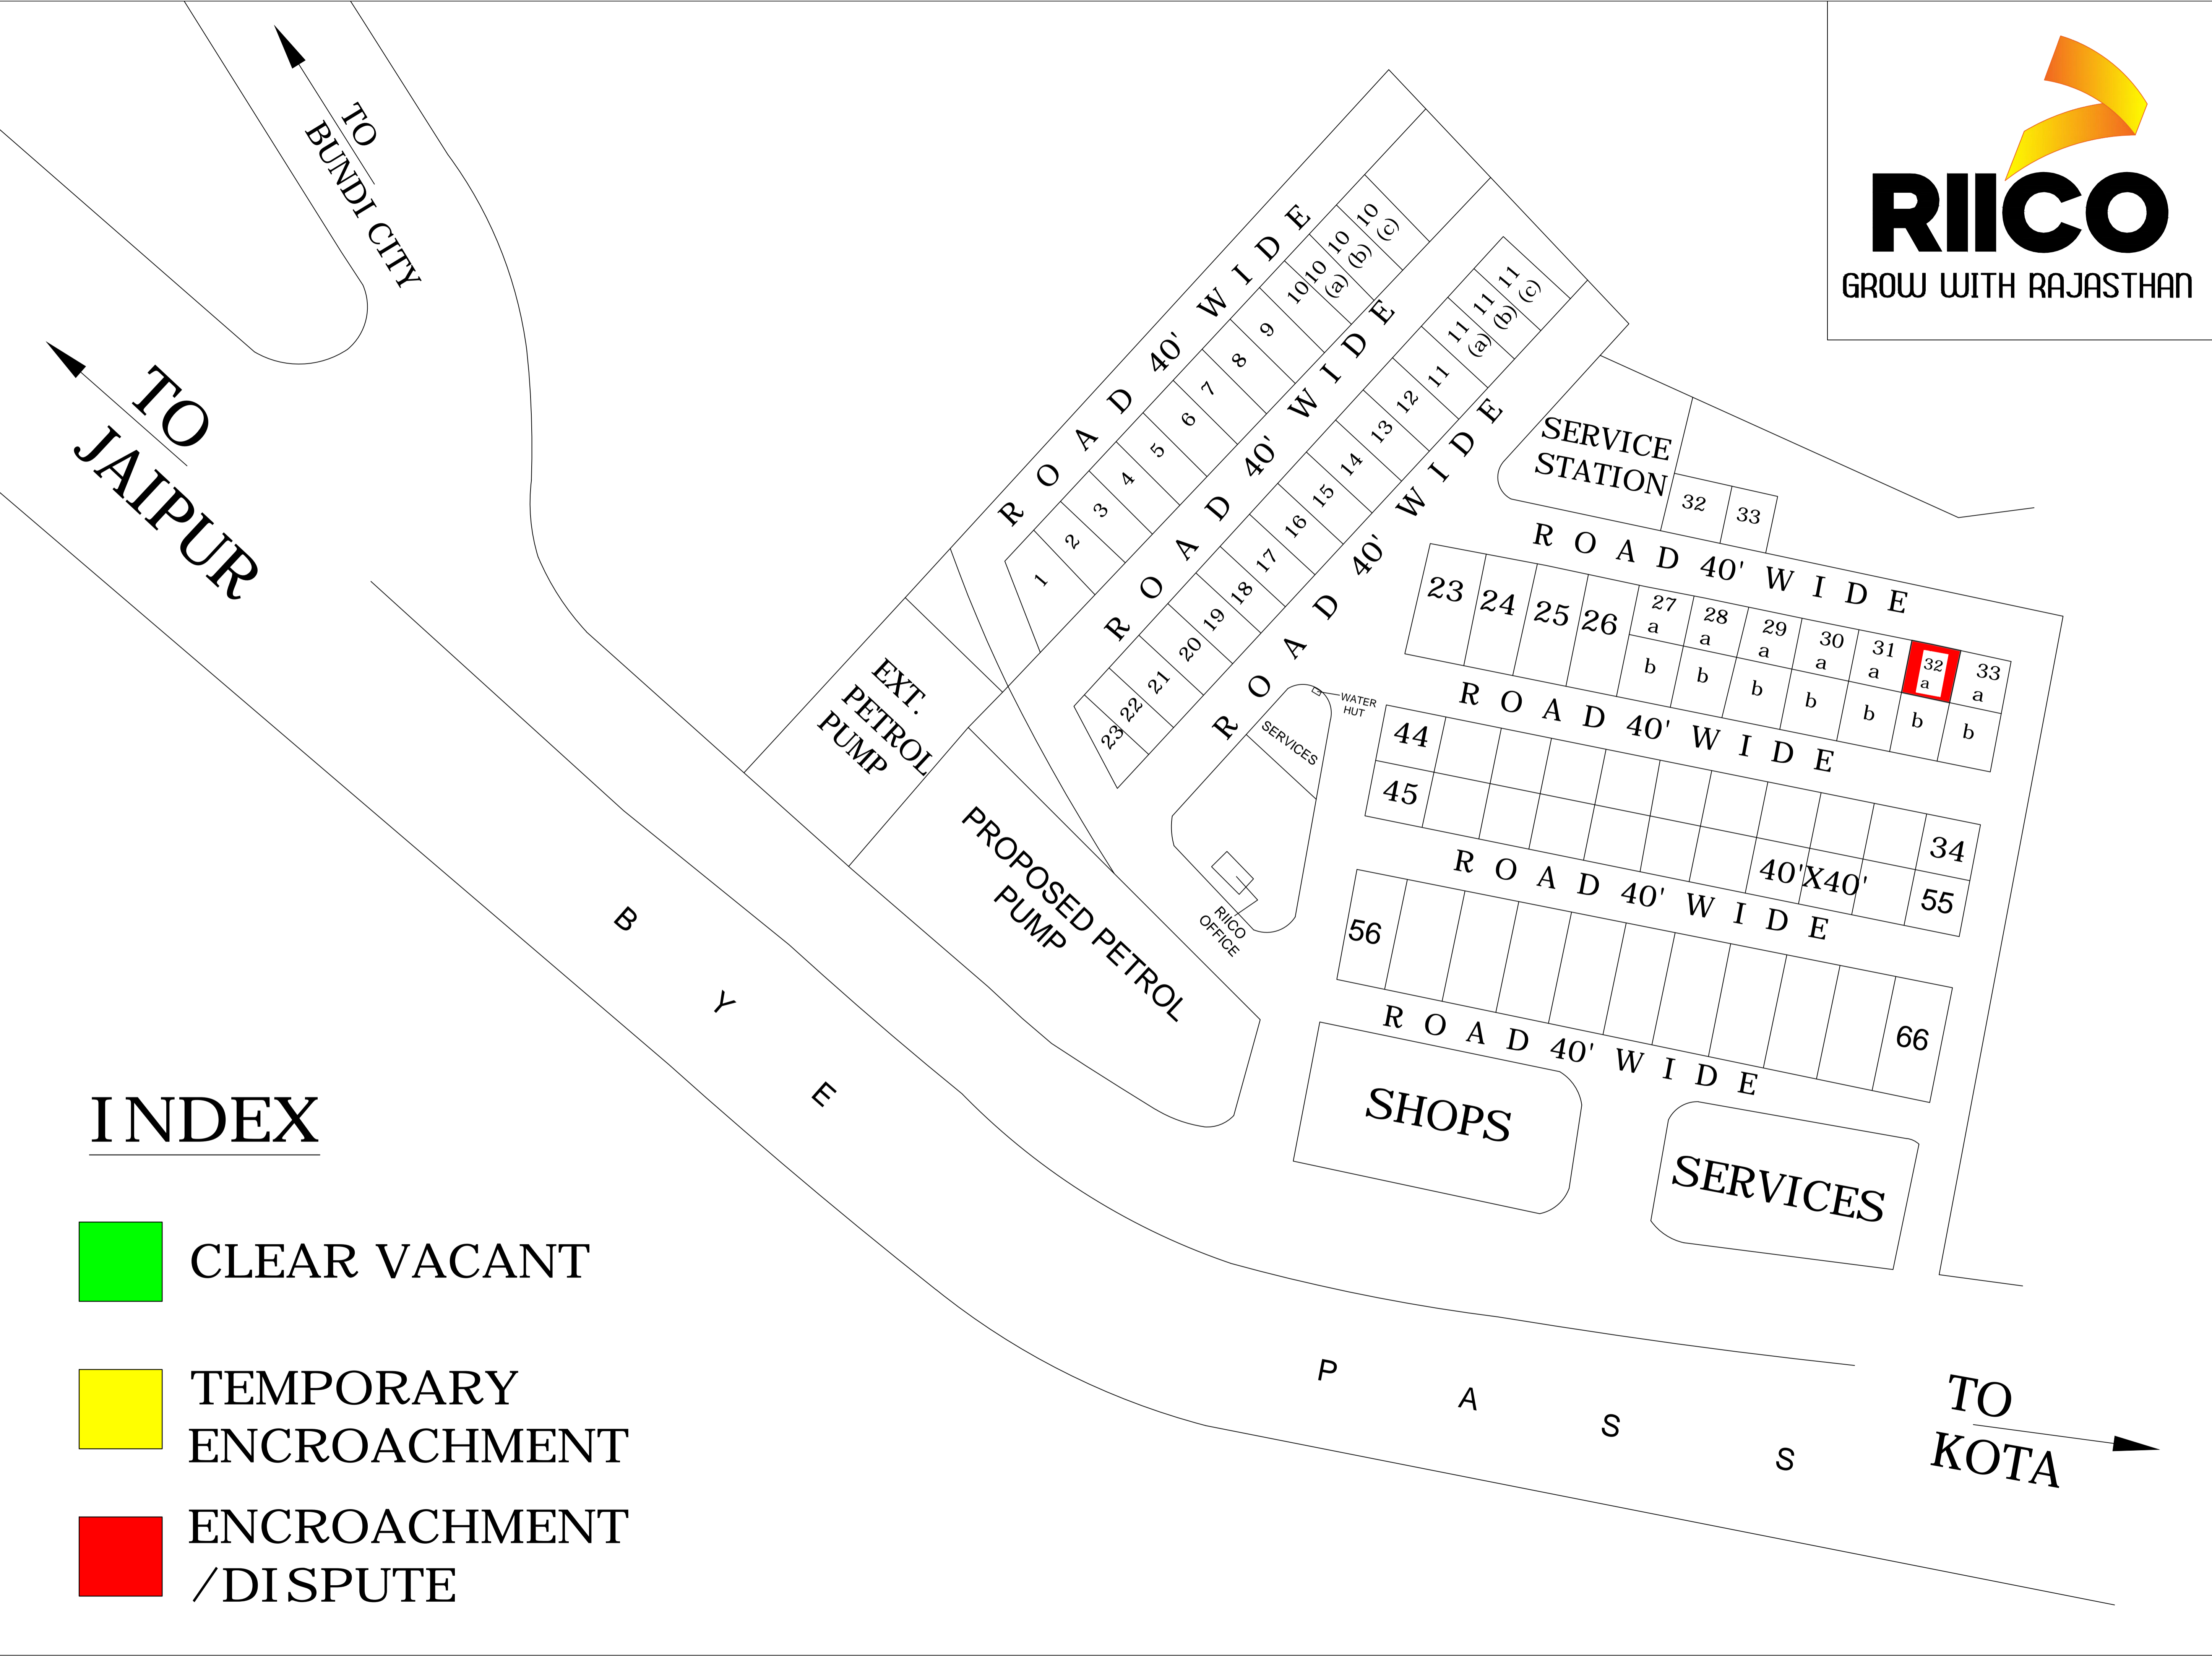 TO
BUNDI CITY
TO
JAIPUR
RIICO
GROW WITH RAJASTHAN
ROAD 40' WIDE
10
(c)
10
(b)
10
(a)
10
9
8
7
6
5
4
3
2
1
ROAD 40' WIDE
11
(c)
11
(b)
11
(a)
11
12
13
14
15
16
17
18
19
20
21
22
23
ROAD 40' WIDE
EXT.
PETROL
PUMP
PROPOSED PETROL
PUMP
WATER
HUT
SERVICES
RIICO
OFFICE
SERVICE
STATION
32
33
ROAD 40' WIDE
23
24
25
26
27
a
28
a
29
a
30
a
31
a
32
a
33
a
b
b
b
b
b
b
b
ROAD 40' WIDE
44
45
34
40'X40'
55
ROAD 40' WIDE
56
66
ROAD 40' WIDE
SHOPS
SERVICES
BYE
PASS
TO
KOTA
INDEX
CLEAR VACANT
TEMPORARY
ENCROACHMENT
ENCROACHMENT
/DISPUTE